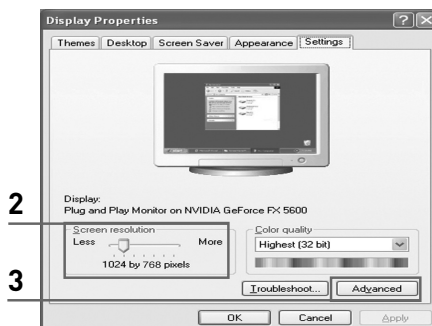 Display Properties
Themes Desktop Screen Saver Appearance Settings
Display:
Plug and Play Monitor on NVIDIA GeForce FX 5600
2
Screen resolution
Less More
1024 by 768 pixels
Color quality
Highest (32 bit)
3
Troubleshoot... Advanced
OK Cancel Apply